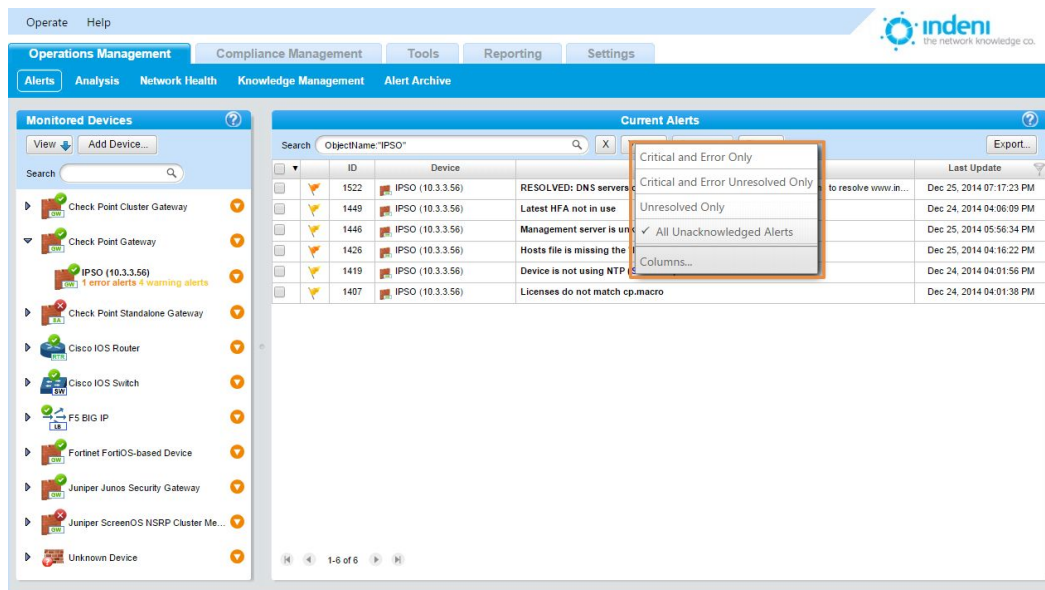 Operate Help
indeni
the network knowledge co.
Operations Management Compliance Management Tools Reporting Settings
Alerts Analysis Network Health Knowledge Management Alert Archive
Monitored Devices ?
View Add Device...
Search
Check Point Cluster Gateway
GW
Check Point Gateway
GW
IPSO (10.3.3.56)
1 error alerts 4 warning alerts
GW
Check Point Standalone Gateway
SA
Cisco IOS Router
RTR
Cisco IOS Switch
SW
F5 BIG IP
LB
Fortinet FortiOS-based Device
GW
Juniper Junos Security Gateway
GW
Juniper ScreenOS NSRP Cluster Me...
GW
Unknown Device
Current Alerts ?
Search ObjectName:"IPSO" X Export...
ID Device Last Update
1522 IPSO (10.3.3.56) RESOLVED: DNS servers to resolve www.in... Dec 25, 2014 07:17:23 PM
1449 IPSO (10.3.3.56) Latest HFA not in use Dec 24, 2014 04:06:09 PM
1446 IPSO (10.3.3.56) Management server is Dec 25, 2014 05:56:34 PM
1426 IPSO (10.3.3.56) Hosts file is missing the Dec 25, 2014 04:16:22 PM
1419 IPSO (10.3.3.56) Device is not using NTP Dec 24, 2014 04:01:56 PM
1407 IPSO (10.3.3.56) Licenses do not match cp.macro Dec 24, 2014 04:01:38 PM
Critical and Error Only
Critical and Error Unresolved Only
Unresolved Only
✓ All Unacknowledged Alerts
Columns...
1-6 of 6